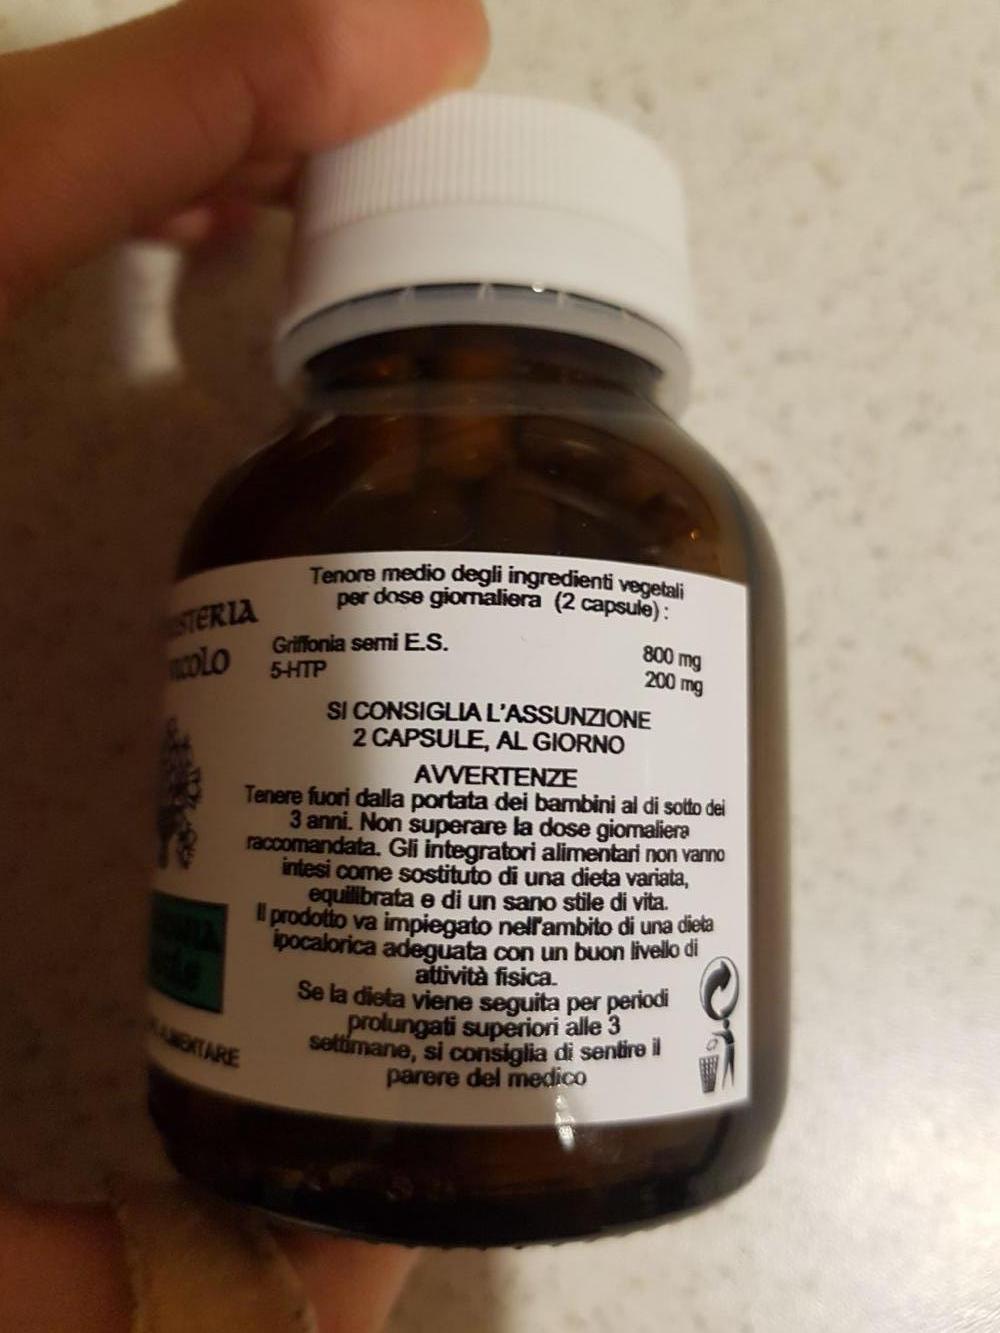 Tenore medio degli ingredienti vegetali
per dose giornaliera (2 capsule) :
Griffonia semi E.S. 800 mg
5-HTP 200 mg
SI CONSIGLIA L'ASSUNZIONE
2 CAPSULE, AL GIORNO
AVVERTENZE
Tenere fuori dalla portata dei bambini al di sotto dei
3 anni. Non superare la dose giornaliera
raccomandata. Gli integratori alimentari non vanno
intesi come sostituto di una dieta variata,
equilibrata e di un sano stile di vita.
Il prodotto va impiegato nell'ambito di una dieta
ipocalorica adeguata con un buon livello di
attività fisica.
Se la dieta viene seguita per periodi
prolungati superiori alle 3
settimane, si consiglia di sentire il
parere del medico